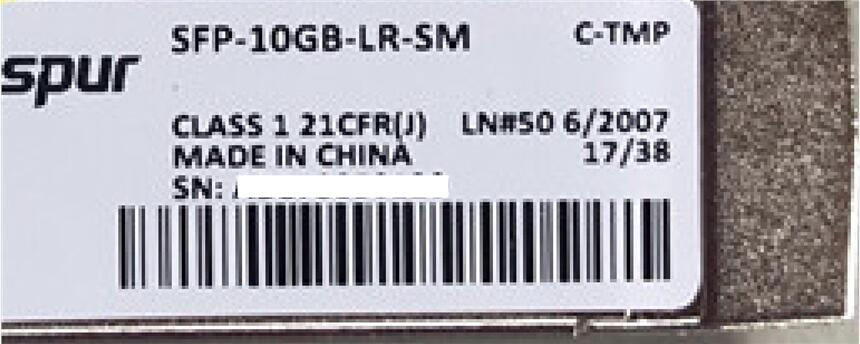 SFP-10GB-LR-SM C-TMP
spur
CLASS 1 21CFR(J) LN#50 6/2007
MADE IN CHINA 17/38
SN: